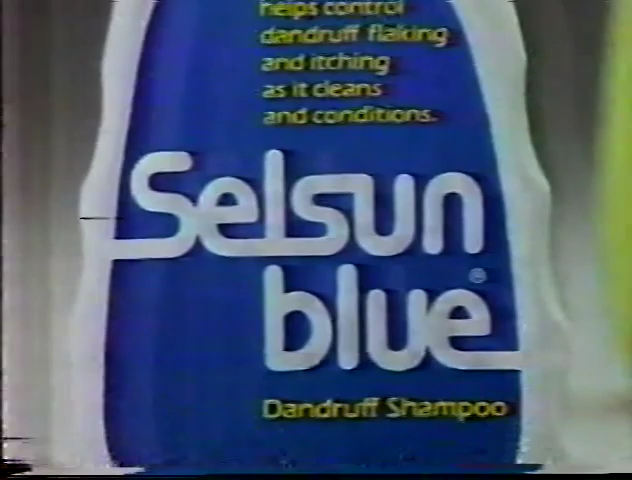 helps control
dandruff flaking
and itching
as it cleans
and conditions.
Selsun
blue®
Dandruff Shampoo